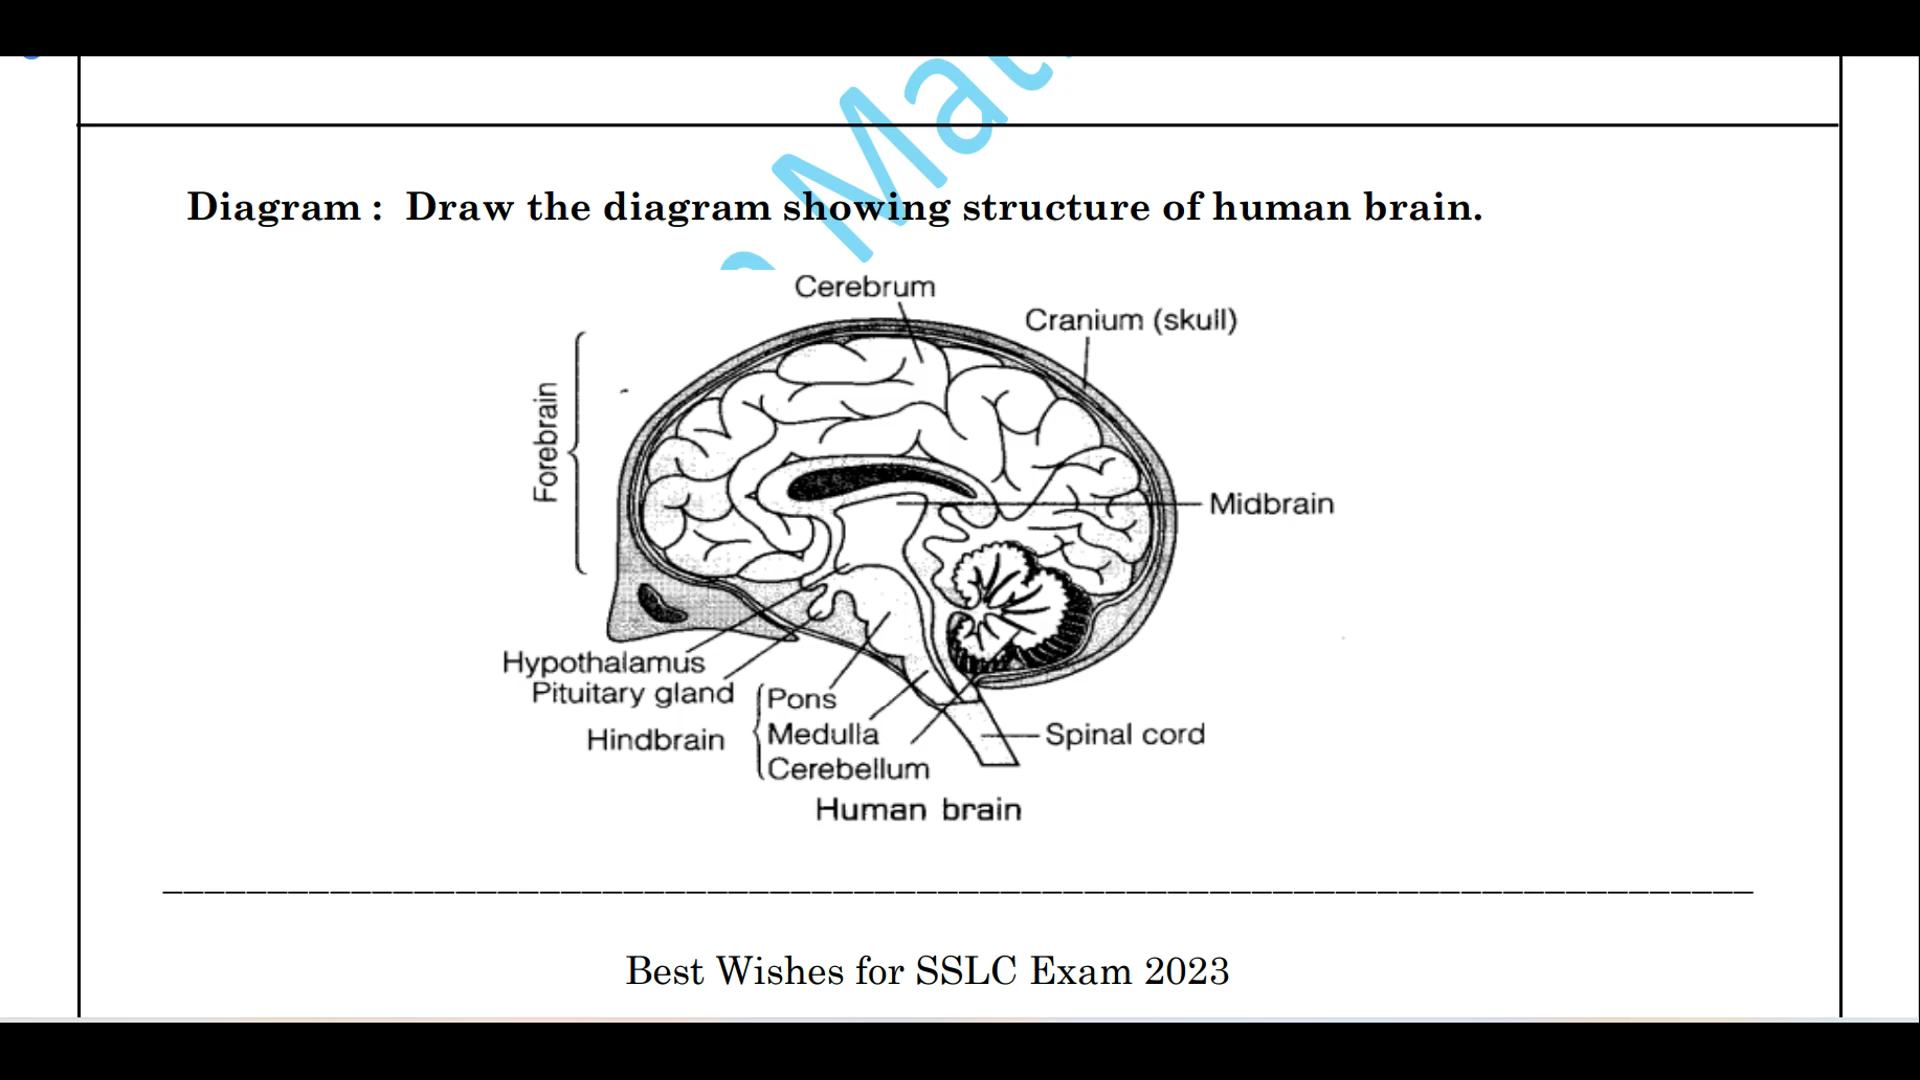 Mat
Diagram : Draw the diagram showing structure of human brain.
Cerebrum
Cranium (skull)
Forebrain
Midbrain
Hypothalamus
Pituitary gland
Hindbrain
Pons
Medulla
Cerebellum
Spinal cord
Human brain
Best Wishes for SSLC Exam 2023